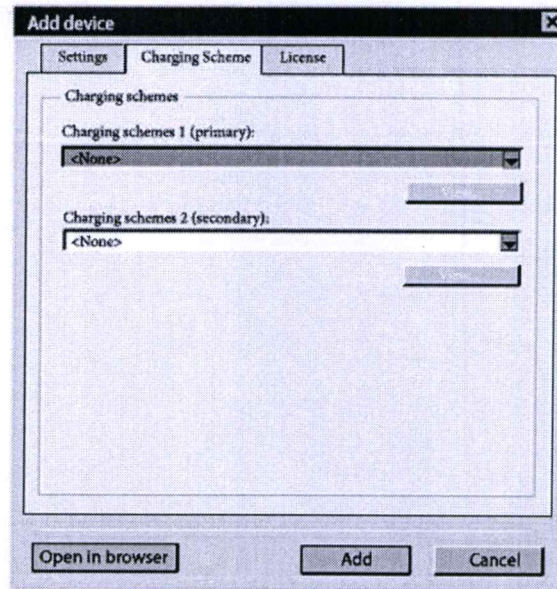 Add device
Settings Charging Scheme License
Charging schemes
Charging schemes 1 (primary):
<None>
Charging schemes 2 (secondary):
<None>
Open in browser Add Cancel